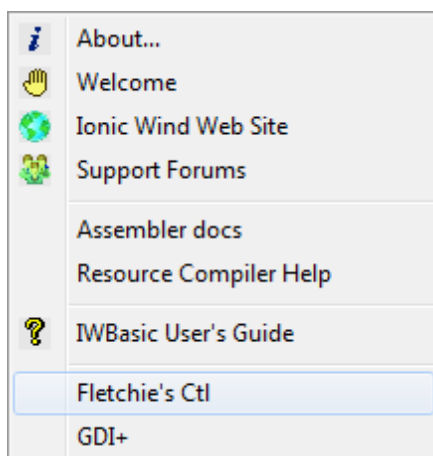 About...
Welcome
Ionic Wind Web Site
Support Forums
Assembler docs
Resource Compiler Help
IWBasic User's Guide
Fletchie's Ctl
GDI+